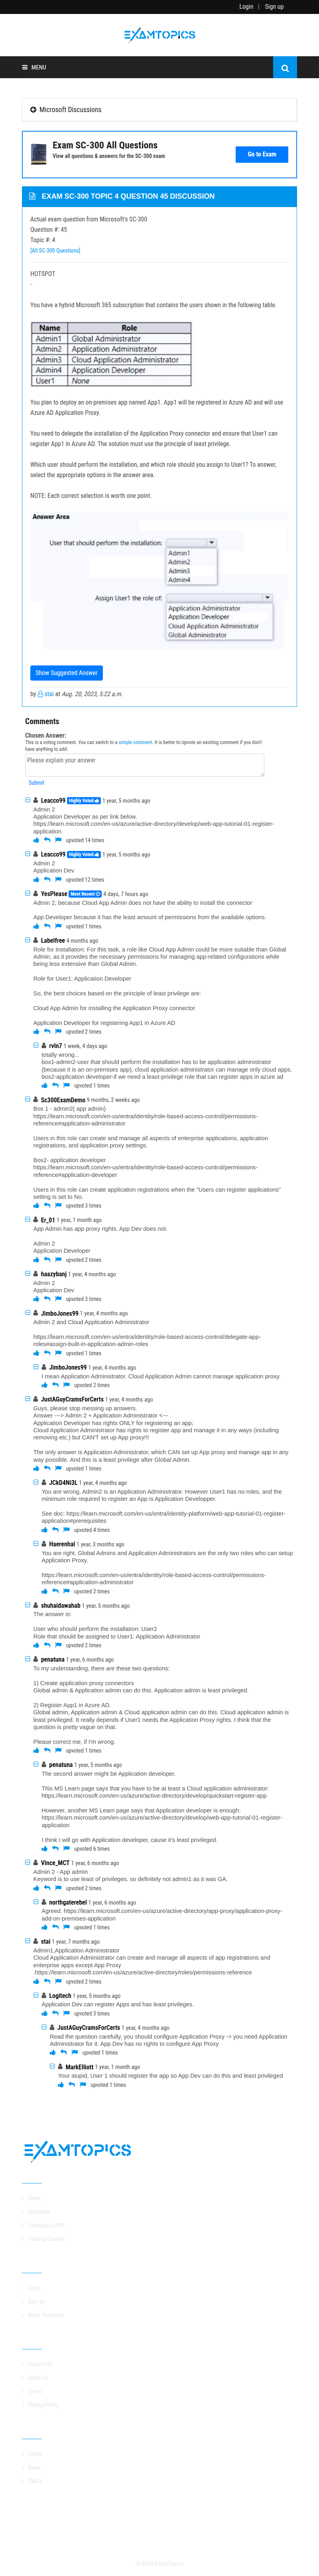 Login | Sign up
EXAMTOPICS
MENU
Microsoft Discussions
Exam SC-300 All Questions
View all questions & answers for the SC-300 exam
Go to Exam
EXAM SC-300 TOPIC 4 QUESTION 45 DISCUSSION
Actual exam question from Microsoft's SC-300
Question #: 45
Topic #: 4
[All SC-300 Questions]
HOTSPOT
-
You have a hybrid Microsoft 365 subscription that contains the users shown in the following table.
Name Role
Admin1 Global Administrator
Admin2 Application Administrator
Admin3 Cloud Application Administrator
Admin4 Application Developer
User1 None
You plan to deploy an on-premises app named App1. App1 will be registered in Azure AD and will use
Azure AD Application Proxy.
You need to delegate the installation of the Application Proxy connector and ensure that User1 can
register App1 in Azure AD. The solution must use the principle of least privilege.
Which user should perform the installation, and which role should you assign to User1? To answer,
select the appropriate options in the answer area.
NOTE: Each correct selection is worth one point.
Answer Area
User that should perform the installation:
Admin1
Admin2
Admin3
Admin4
Assign User1 the role of:
Application Administrator
Application Developer
Cloud Application Administrator
Global Administrator
Show Suggested Answer
by stai at Aug. 20, 2023, 5:22 a.m.
Comments
Chosen Answer:
This is a voting comment. You can switch to a simple comment. It is better to Upvote an existing comment if you don't
have anything to add.
Please explain your answer
Submit
Leacco99 Highly Voted 1 year, 5 months ago
Admin 2
Application Developer as per link below.
https://learn.microsoft.com/en-us/azure/active-directory/develop/web-app-tutorial-01-register-
application
upvoted 14 times
Leacco99 Highly Voted 1 year, 5 months ago
Admin 2
Application Dev
upvoted 12 times
YesPlease Most Recent 4 days, 7 hours ago
Admin 2, because Cloud App Admin does not have the ability to install the connector
App Developer because it has the least amount of permissions from the available options.
upvoted 1 times
Labelfree 4 months ago
Role for Installation: For this task, a role like Cloud App Admin could be more suitable than Global
Admin, as it provides the necessary permissions for managing app-related configurations while
being less extensive than Global Admin.
Role for User1: Application Developer
So, the best choices based on the principle of least privilege are:
Cloud App Admin for installing the Application Proxy connector
Application Developer for registering App1 in Azure AD
upvoted 2 times
rvln7 1 week, 4 days ago
totally wrong...
box1-admin2-user that should perform the installation has to be application administrator
(because it is an on-premises app), cloud application administrator can manage only cloud apps.
box2-application developer-if we need a least-privilege role that can register apps in azure ad
upvoted 1 times
Sc300ExamDemo 9 months, 2 weeks ago
Box 1 - admin2( app admin)
https://learn.microsoft.com/en-us/entra/identity/role-based-access-control/permissions-
reference#application-administrator
Users in this role can create and manage all aspects of enterprise applications, application
registrations, and application proxy settings.
Box2- application developer
https://learn.microsoft.com/en-us/entra/identity/role-based-access-control/permissions-
reference#application-developer
Users in this role can create application registrations when the "Users can register applications"
setting is set to No.
upvoted 3 times
Er_01 1 year, 1 month ago
App Admin has app proxy rights. App Dev does not.
Admin 2
Application Developer
upvoted 2 times
haazybanj 1 year, 4 months ago
Admin 2
Application Dev
upvoted 3 times
JimboJones99 1 year, 4 months ago
Admin 2 and Cloud Application Administrator
https://learn.microsoft.com/en-us/entra/identity/role-based-access-control/delegate-app-
roles#assign-built-in-application-admin-roles
upvoted 1 times
JimboJones99 1 year, 4 months ago
I mean Application Administrator. Cloud Application Admin cannot manage application proxy.
upvoted 2 times
JustAGuyCramsForCerts 1 year, 4 months ago
Guys, please stop messing up answers.
Answer ---> Admin 2 + Application Administrator <---
Application Developer has rights ONLY for registering an app;
Cloud Application Administrator has rights to register app and manage it in any ways (including
removing etc.) but CAN'T set up App proxy!!!
The only answer is Application Administrator, which CAN set up App proxy and manage app in any
way possible. And this is a least privilege after Global Admin.
upvoted 1 times
JCkD4Ni3L 1 year, 4 months ago
You are wrong, Admin2 is an Application Administrator. However User1 has no roles, and the
minimum role required to register an App is Application Developper.
See doc: https://learn.microsoft.com/en-us/entra/identity-platform/web-app-tutorial-01-register-
application#prerequisites
upvoted 4 times
Haerenhal 1 year, 3 months ago
You are right. Global Admins and Application Administrators are the only two roles who can setup
Application Proxy.
https://learn.microsoft.com/en-us/entra/identity/role-based-access-control/permissions-
reference#application-administrator
upvoted 2 times
shuhaidawahab 1 year, 5 months ago
The answer is:
User who should perform the installation: User2
Role that should be assigned to User1: Application Administrator
upvoted 2 times
penatuna 1 year, 6 months ago
To my understanding, there are these two questions:
1) Create application proxy connectors
Global admin & Application admin can do this. Application admin is least privileged.
2) Register App1 in Azure AD.
Global admin, Application admin & Cloud application admin can do this. Cloud application admin is
least privileged. It really depends if User1 needs the Application Proxy rights. I think that the
question is pretty vague on that.
Please correct me, if I'm wrong.
upvoted 1 times
penatuna 1 year, 5 months ago
The second answer might be Application developer.
This MS Learn page says that you have to be at least a Cloud application administrator:
https://learn.microsoft.com/en-us/azure/active-directory/develop/quickstart-register-app
However, another MS Learn page says that Application developer is enough:
https://learn.microsoft.com/en-us/azure/active-directory/develop/web-app-tutorial-01-register-
application
I think I will go with Application developer, cause it's least privileged.
upvoted 6 times
Vince_MCT 1 year, 6 months ago
Admin 2 - App admin
Keyword is to use least of privileges. so definitely not admin1 as it was GA.
upvoted 2 times
northgaterebel 1 year, 6 months ago
Agreed. https://learn.microsoft.com/en-us/azure/active-directory/app-proxy/application-proxy-
add-on-premises-application
upvoted 1 times
stai 1 year, 7 months ago
Admin1,Application Administrator
Cloud Application Administrator can create and manage all aspects of app registrations and
enterprise apps except App Proxy
.https://learn.microsoft.com/en-us/azure/active-directory/roles/permissions-reference
upvoted 2 times
Logitech 1 year, 5 months ago
Application Dev can register Apps and has least privileges.
upvoted 3 times
JustAGuyCramsForCerts 1 year, 4 months ago
Read the question carefully, you should configure Application Proxy -> you need Application
Administrator for it. App Dev has no rights to configure App Proxy
upvoted 1 times
MarkElliott 1 year, 1 month ago
Your stupid, User 1 should register the app so App Dev can do this and least privileged
upvoted 1 times
EXAMTOPICS